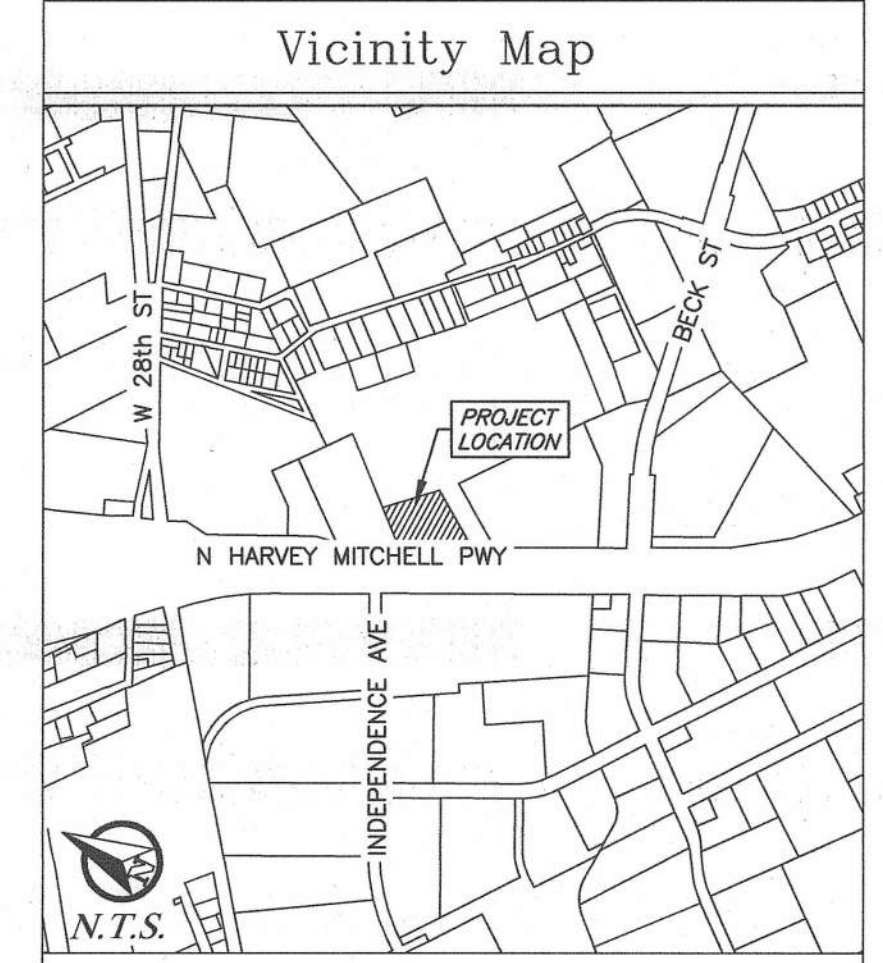 Vicinity Map
W 28th ST
BECK ST
PROJECT
LOCATION
N HARVEY MITCHELL PWY
INDEPENDENCE AVE
N
N.T.S.